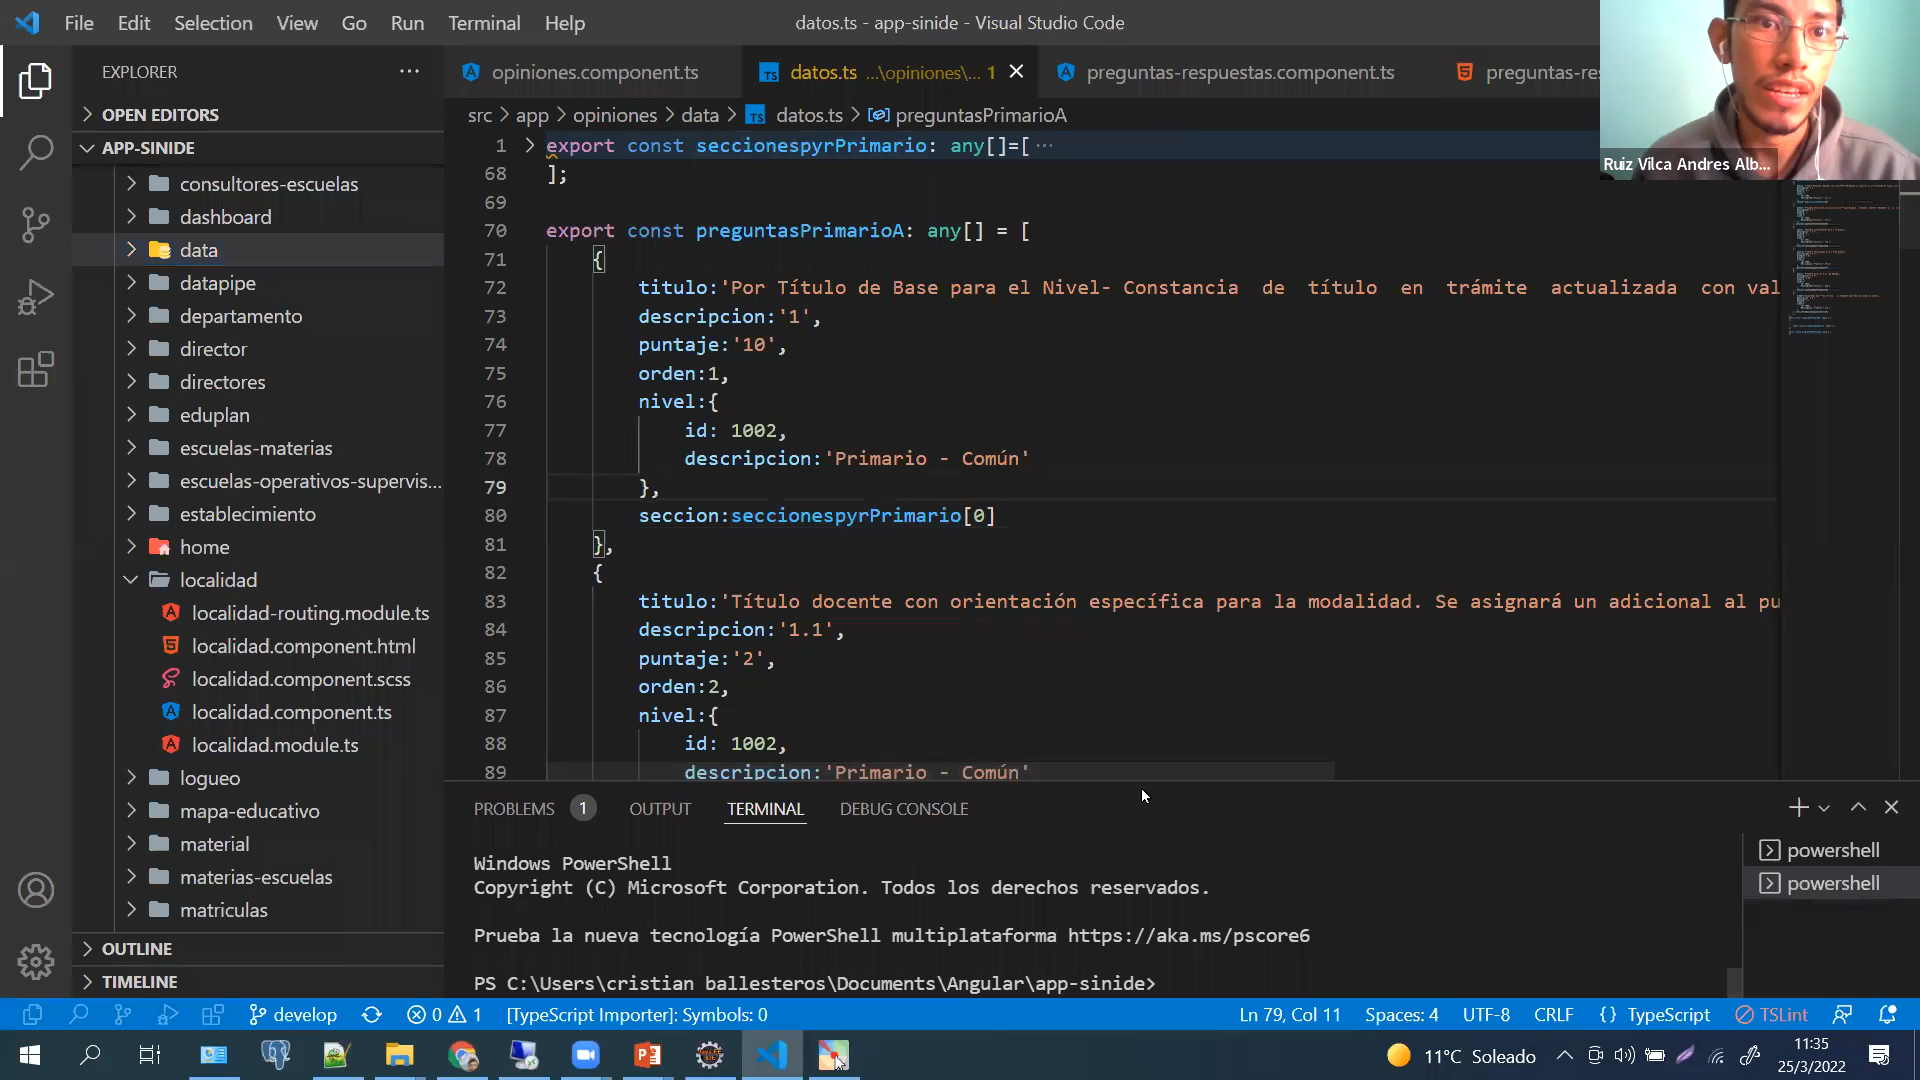 File Edit Selection View Go Run Terminal Help
datos.ts - app-sinide - Visual Studio Code
EXPLORER
OPEN EDITORS
APP-SINIDE
consultores-escuelas
dashboard
data
datapipe
departamento
director
directores
eduplan
escuelas-materias
escuelas-operativos-supervis...
establecimiento
home
localidad
localidad-routing.module.ts
localidad.component.html
localidad.component.scss
localidad.component.ts
localidad.module.ts
logueo
mapa-educativo
material
materias-escuelas
matriculas
OUTLINE
TIMELINE
opiniones.component.ts
datos.ts ...\opiniones\... 1
preguntas-respuestas.component.ts
preguntas-res
src > app > opiniones > data > TS datos.ts > preguntasPrimarioA
1 export const seccionespyrPrimario: any[]=[ ···
68 ];
69
70 export const preguntasPrimarioA: any[] = [
71 {
72 titulo:'Por Título de Base para el Nivel- Constancia de título en trámite actualizada con val
73 descripcion:'1',
74 puntaje:'10',
75 orden:1,
76 nivel:{
77 id: 1002,
78 descripcion:'Primario - Común'
79 },
80 seccion:seccionespyrPrimario[0]
81 },
82 {
83 titulo:'Título docente con orientación específica para la modalidad. Se asignará un adicional al pu
84 descripcion:'1.1',
85 puntaje:'2',
86 orden:2,
87 nivel:{
88 id: 1002,
89 descripcion:'Primario - Común'
Ruiz Vilca Andres Alb...
PROBLEMS 1 OUTPUT TERMINAL DEBUG CONSOLE
Windows PowerShell
Copyright (C) Microsoft Corporation. Todos los derechos reservados.
Prueba la nueva tecnología PowerShell multiplataforma https://aka.ms/pscore6
PS C:\Users\cristian ballesteros\Documents\Angular\app-sinide>
powershell
powershell
develop 0 1 [TypeScript Importer]: Symbols: 0
Ln 79, Col 11 Spaces: 4 UTF-8 CRLF {} TypeScript TSLint
11°C Soleado
11:35
25/3/2022